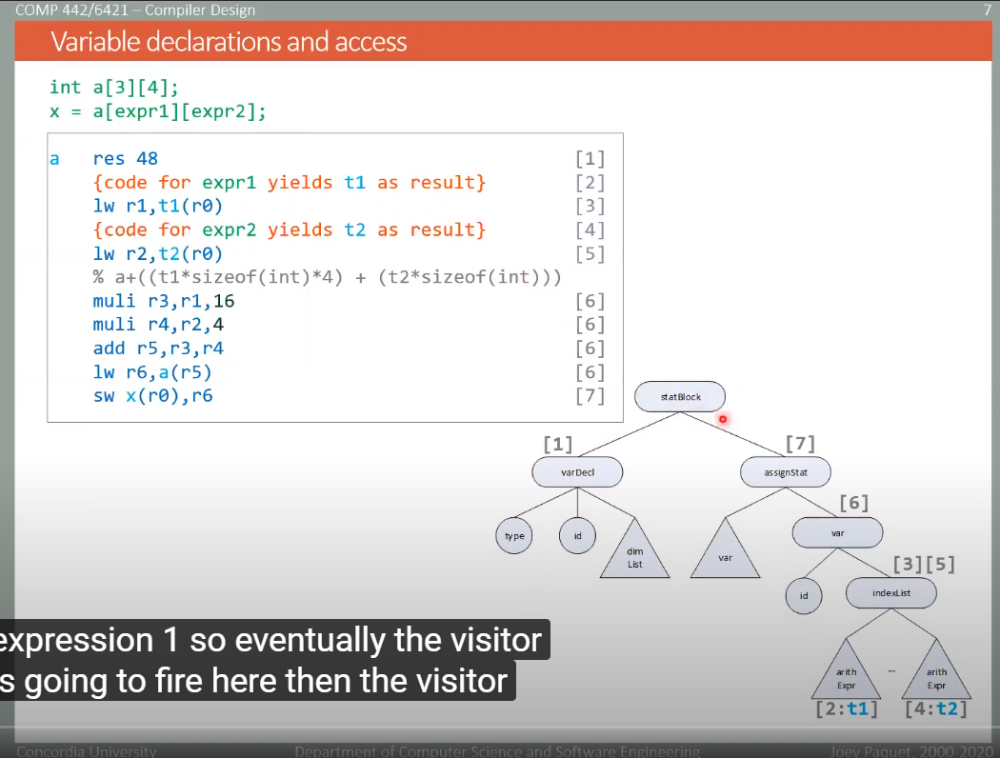 COMP 442/6421 – Compiler Design
7
Variable declarations and access
int a[3][4];
x = a[expr1][expr2];
a res 48 [1]
{code for expr1 yields t1 as result} [2]
lw r1,t1(r0) [3]
{code for expr2 yields t2 as result} [4]
lw r2,t2(r0) [5]
% a+((t1*sizeof(int)*4) + (t2*sizeof(int)))
muli r3,r1,16 [6]
muli r4,r2,4 [6]
add r5,r3,r4 [6]
lw r6,a(r5) [6]
sw x(r0),r6 [7]
statBlock
[1] [7]
varDecl assignStat
[6]
type id dim
List
var var
[3][5]
id indexList
arith
Expr
...
arith
Expr
[2:t1] [4:t2]
expression 1 so eventually the visitor
s going to fire here then the visitor
Concordia University Department of Computer Science and Software Engineering Joey Paquet, 2000-2020